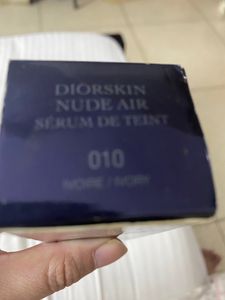 DIORSKIN
NUDE AIR
SÉRUM DE TEINT
010
IVOIRE / IVORY